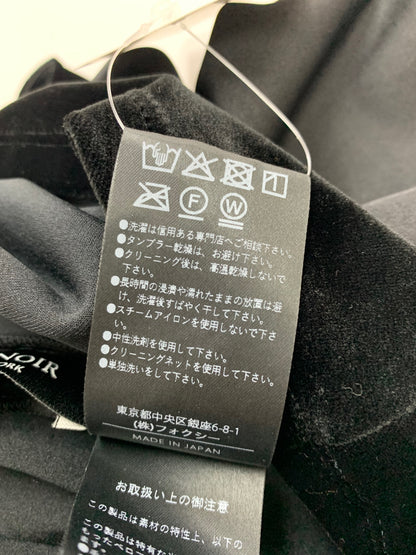 F
W
●洗濯は信用ある専門店へご相談下さい。
●タンブラー乾燥は、お避け下さい。
●クリーニング後は、高温乾燥しないで
下さい。
●長時間の浸漬や濡れたままの放置は避
け、洗濯後すばやく干して下さい。
●スチームアイロンを使用しないで下さ
い。
●中性洗剤を使用して下さい。
●クリーニングネットを使用して下さい。
●単独洗いをして下さい。
東京都中央区銀座6-8-1
(株)フォクシー
MADE IN JAPAN
NOIR
YORK
お取扱い上の御注意
この製品は素材の特性上、以下の